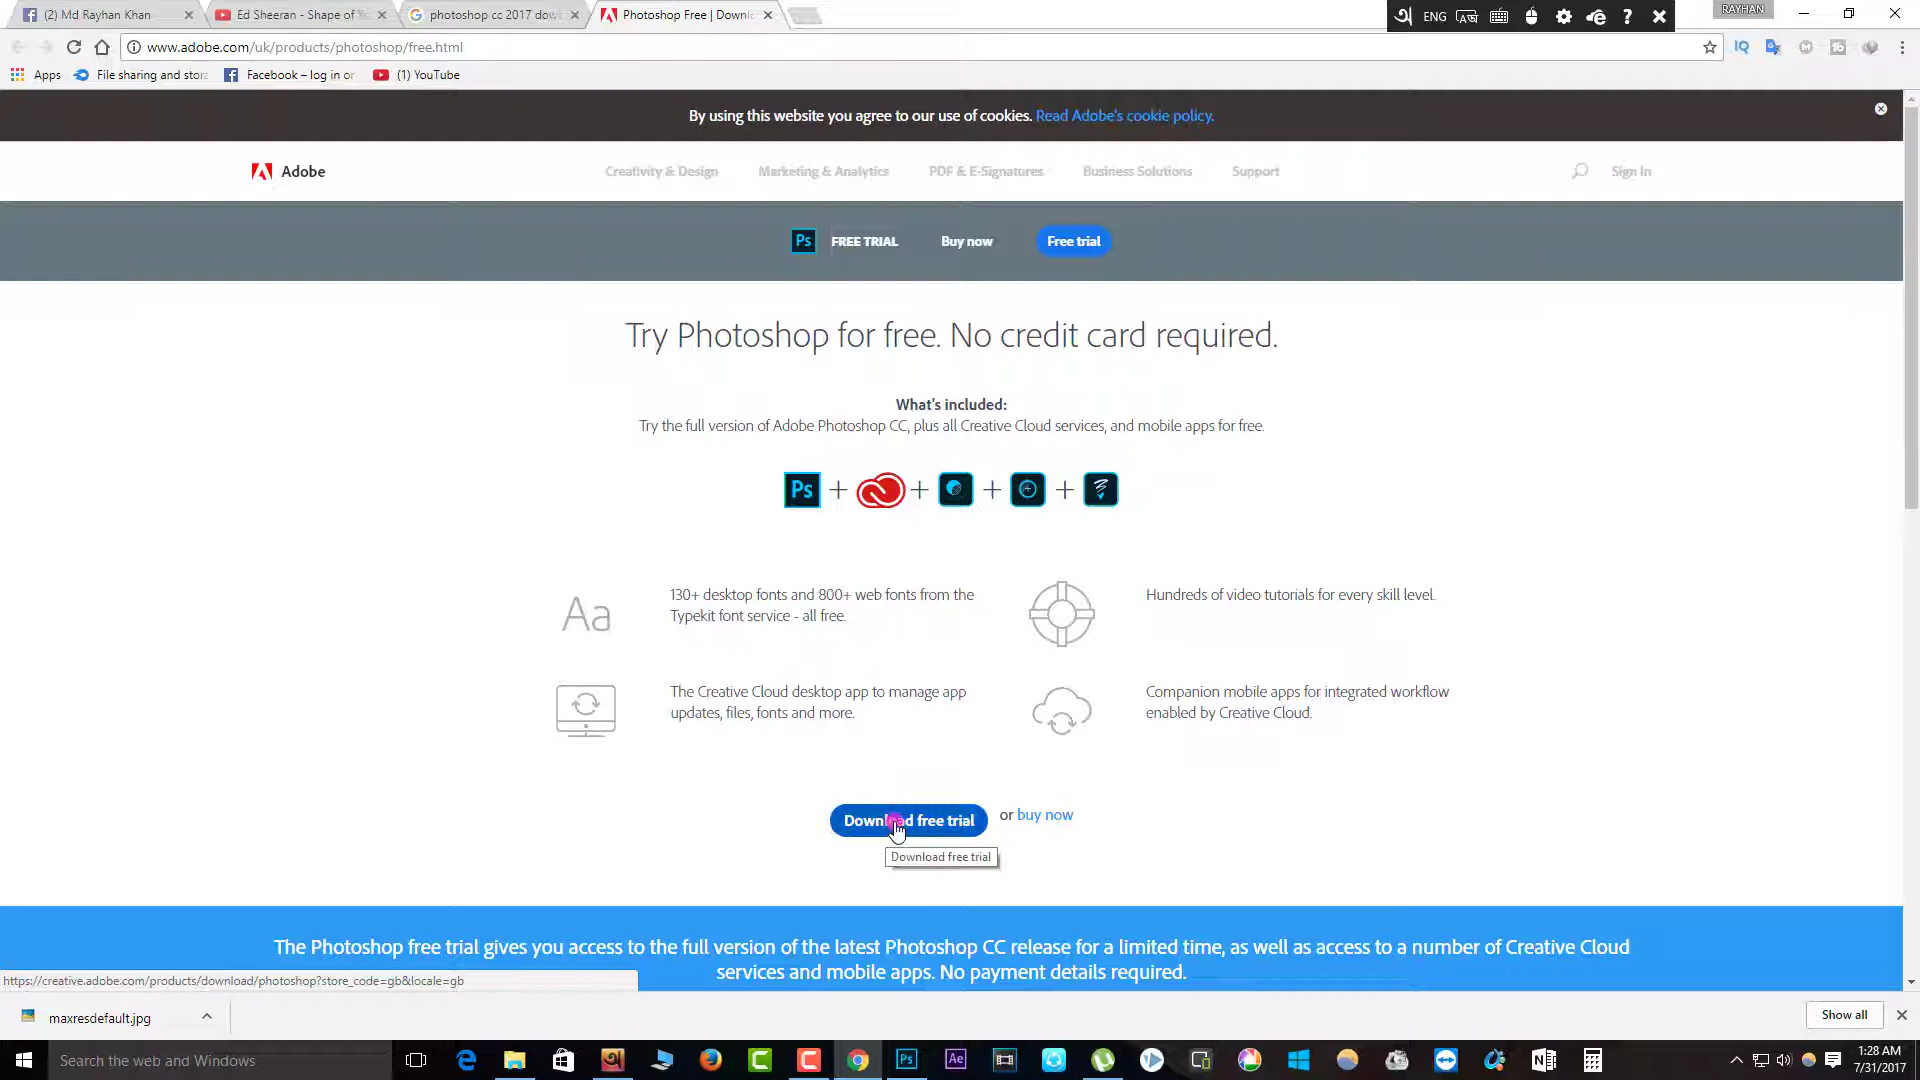 (2) Md Rayhan Khan
Ed Sheeran - Shape of
photoshop cc 2017 dow
Photoshop Free | Downl
ENG
RAYHAN
www.adobe.com/uk/products/photoshop/free.html
Apps
File sharing and stor
Facebook – log in or
(1) YouTube
By using this website you agree to our use of cookies. Read Adobe's cookie policy.
Adobe
Creativity & Design
Marketing & Analytics
PDF & E-Signatures
Business Solutions
Support
Sign In
Ps
FREE TRIAL
Buy now
Free trial
Try Photoshop for free. No credit card required.
What's included:
Try the full version of Adobe Photoshop CC, plus all Creative Cloud services, and mobile apps for free.
Ps + + + +
Aa
130+ desktop fonts and 800+ web fonts from the
Typekit font service - all free.
Hundreds of video tutorials for every skill level.
The Creative Cloud desktop app to manage app
updates, files, fonts and more.
Companion mobile apps for integrated workflow
enabled by Creative Cloud.
Download free trial
or buy now
Download free trial
The Photoshop free trial gives you access to the full version of the latest Photoshop CC release for a limited time, as well as access to a number of Creative Cloud
services and mobile apps. No payment details required.
https://creative.adobe.com/products/download/photoshop?store_code=gb&locale=gb
maxresdefault.jpg
Show all
Search the web and Windows
Ps
Ae
1:28 AM
7/31/2017